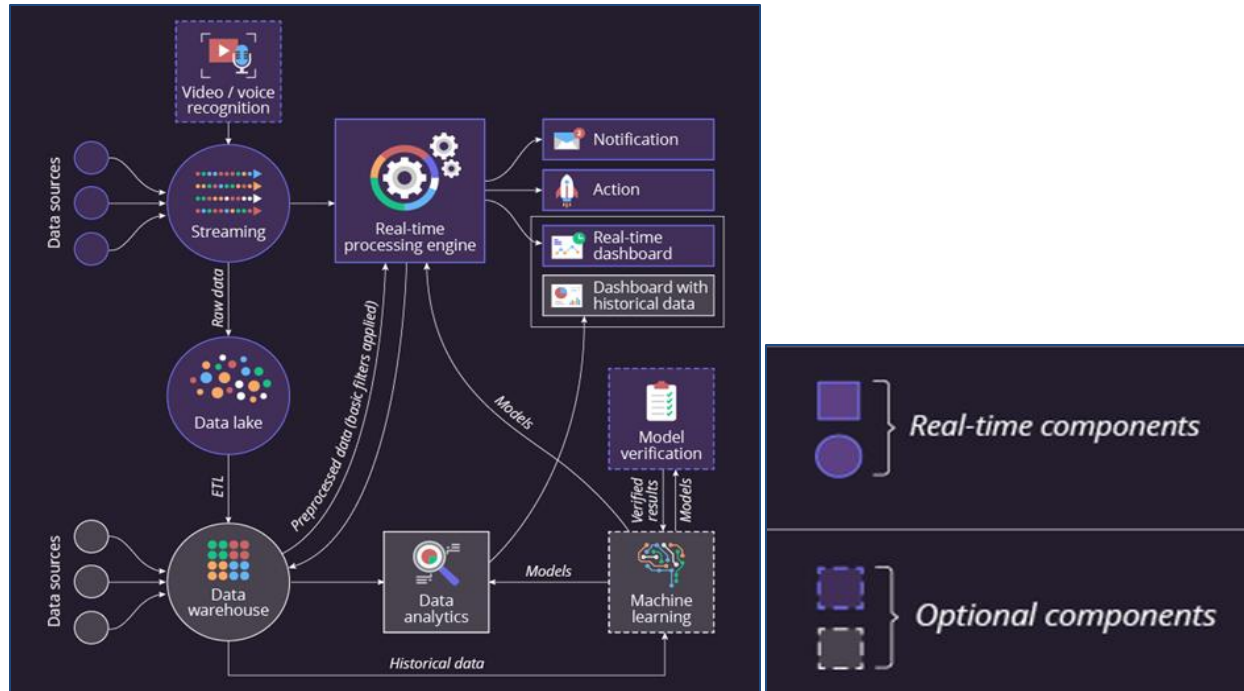 Video / voice
recognition
Data sources
Streaming
Real-time
processing engine
2
Notification
Action
Real-time
dashboard
Dashboard with
historical data
Raw data
Data lake
ETL
Preprocessed data (basic filters applied)
Models
Model
verification
Verified
results
Models
Data sources
Data
warehouse
Data
analytics
Models
Machine
learning
Historical data
Real-time components
Optional components